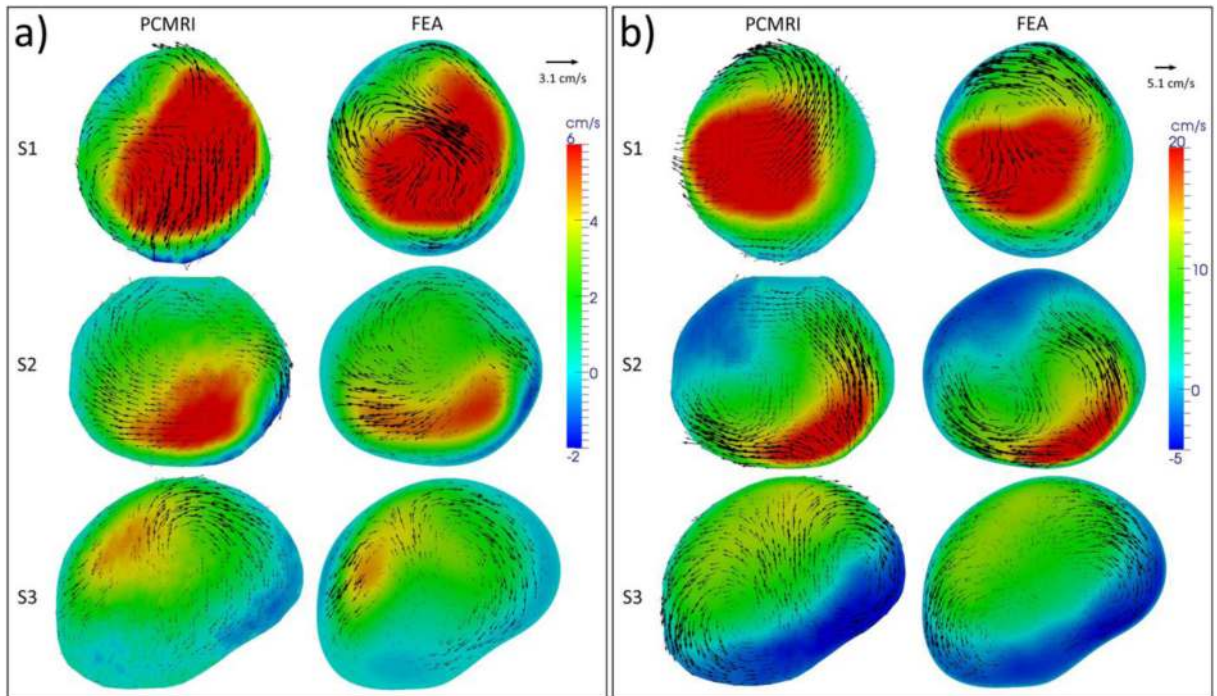 a)
PCMRI
FEA
3.1 cm/s
cm/s
6
4
2
0
-2
S1
S2
S3
b)
PCMRI
FEA
5.1 cm/s
cm/s
20
10
0
-5
S1
S2
S3